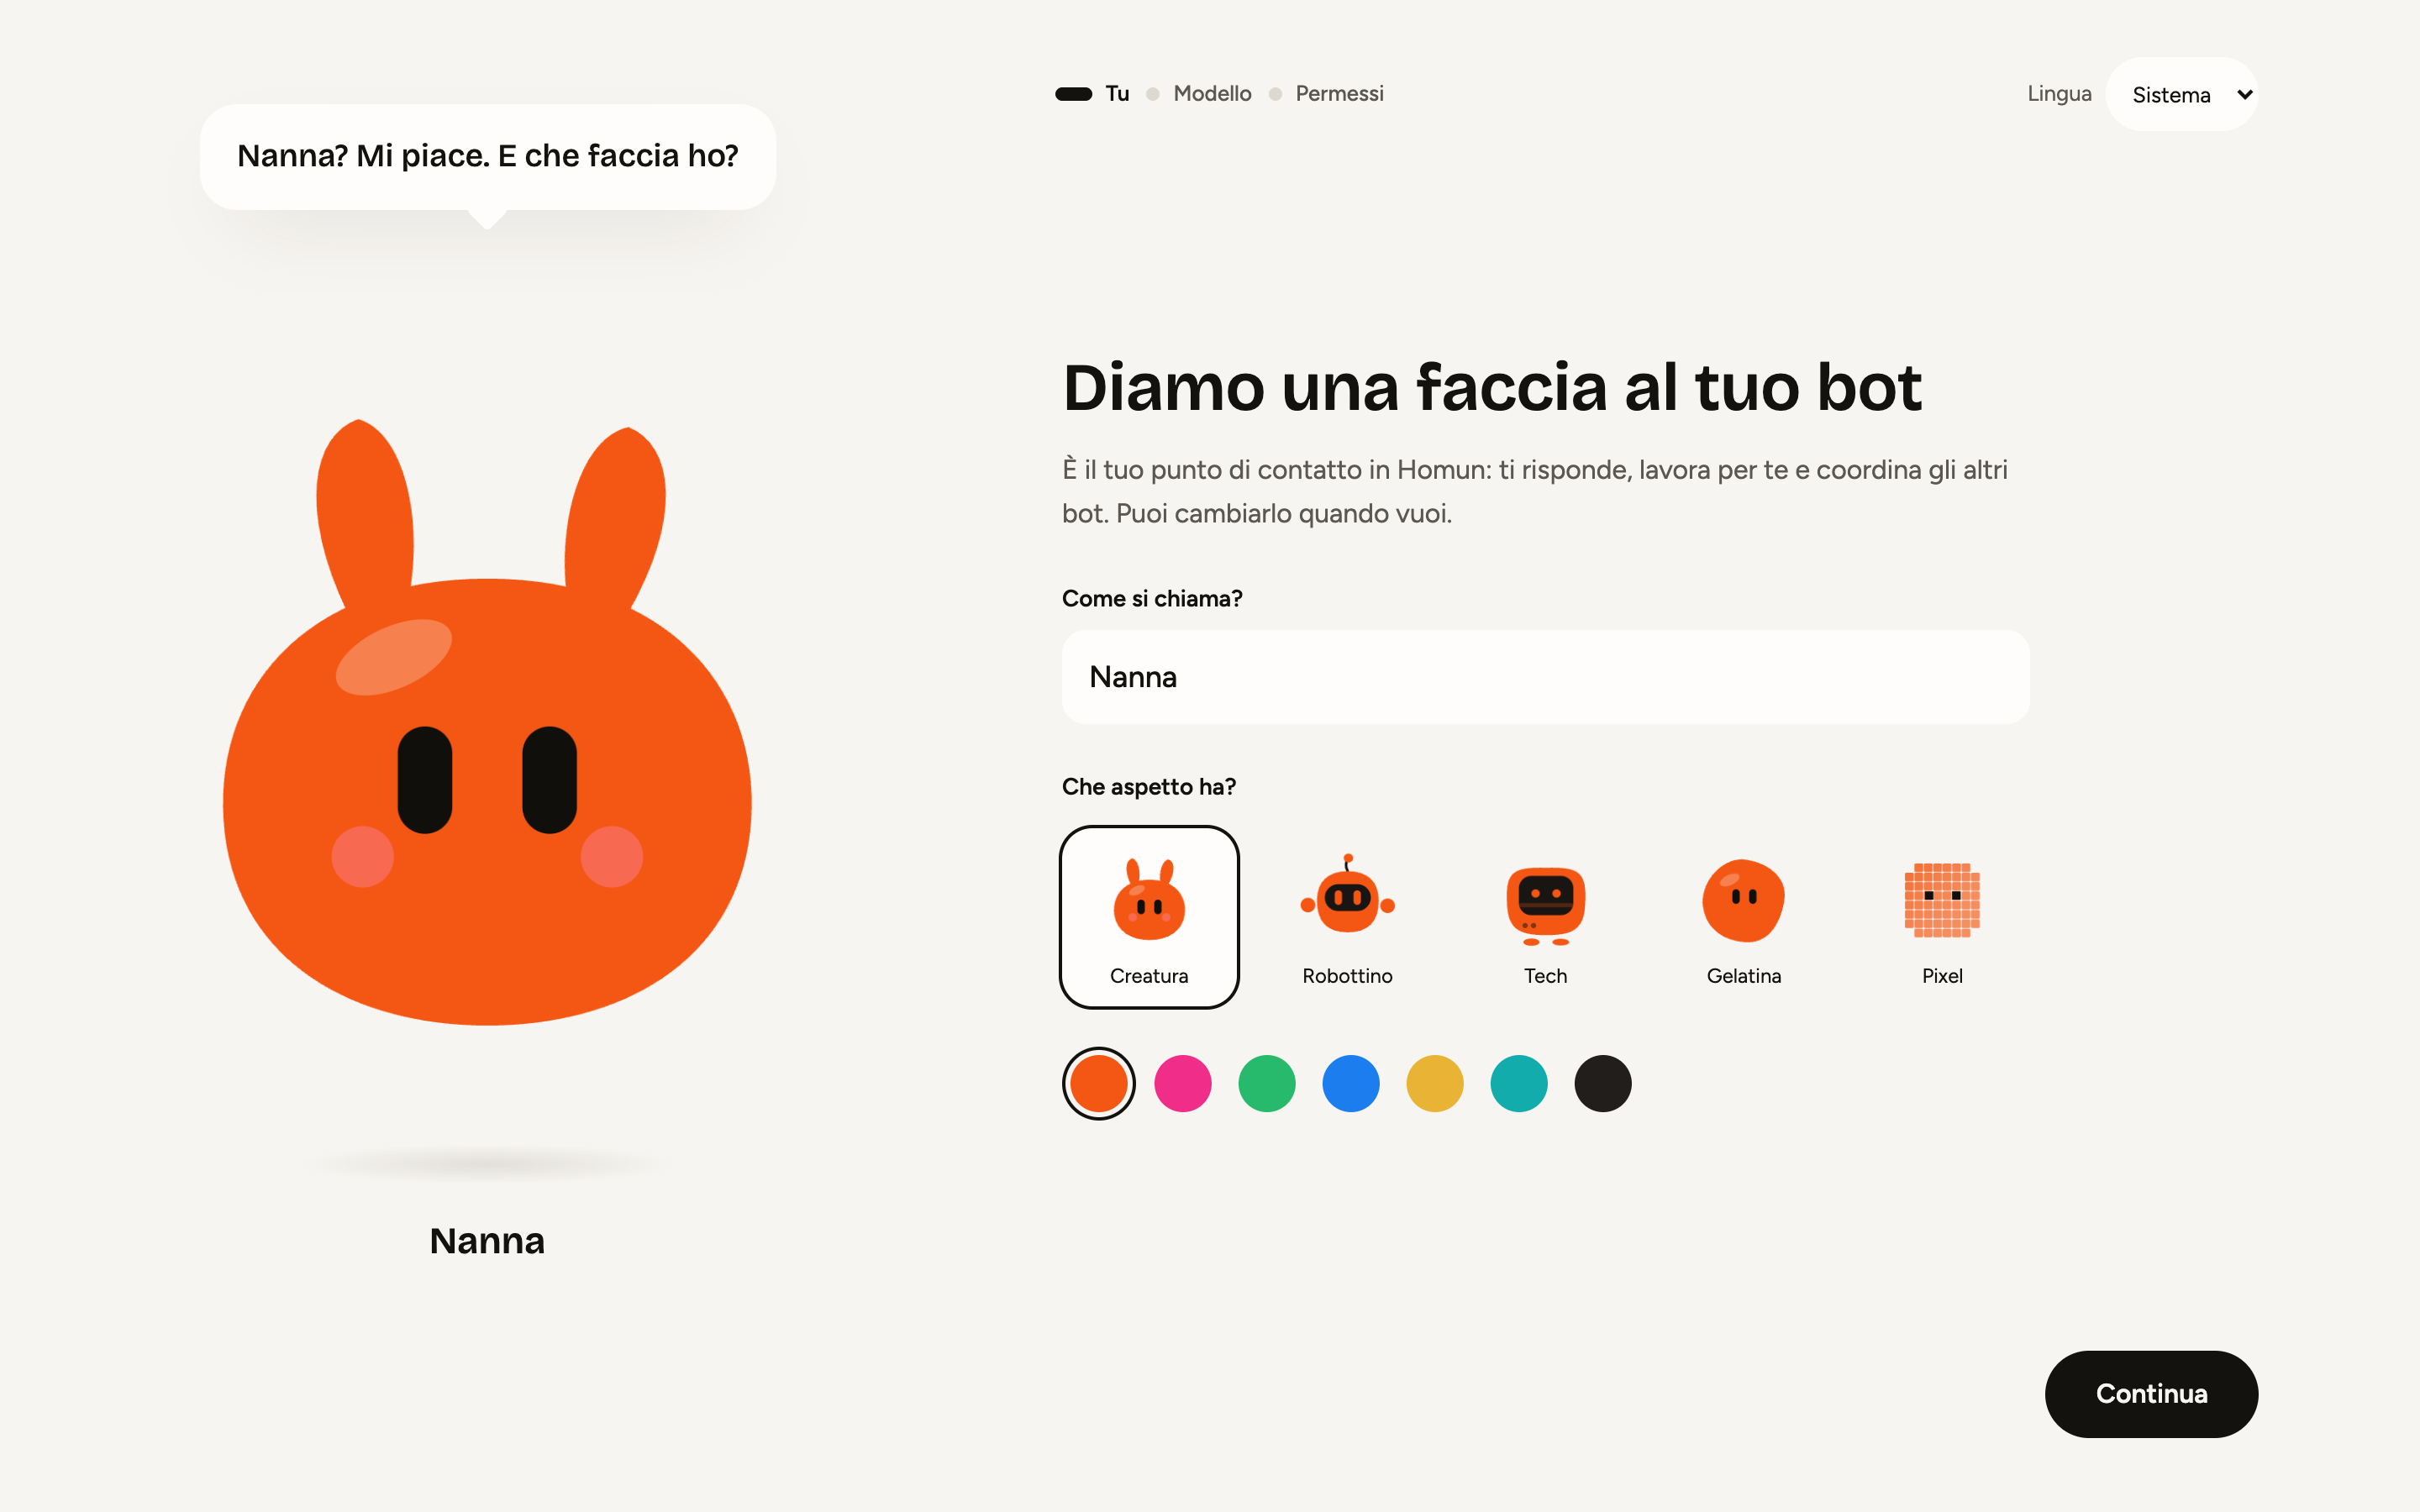 Nanna? Mi piace. E che faccia ho?
Nanna
Tu
Modello
Permessi
Lingua
Sistema
Diamo una faccia al tuo bot
È il tuo punto di contatto in Homun: ti risponde, lavora per te e coordina gli altri
bot. Puoi cambiarlo quando vuoi.
Come si chiama?
Nanna
Che aspetto ha?
Creatura
Robottino
Tech
Gelatina
Pixel
Continua